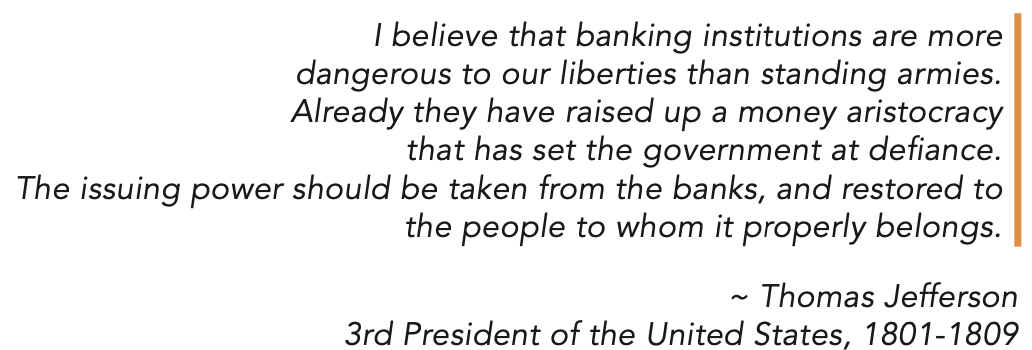 I believe that banking institutions are more
dangerous to our liberties than standing armies.
Already they have raised up a money aristocracy
that has set the government at defiance.
The issuing power should be taken from the banks, and restored to
the people to whom it properly belongs.
~ Thomas Jefferson
3rd President of the United States, 1801-1809